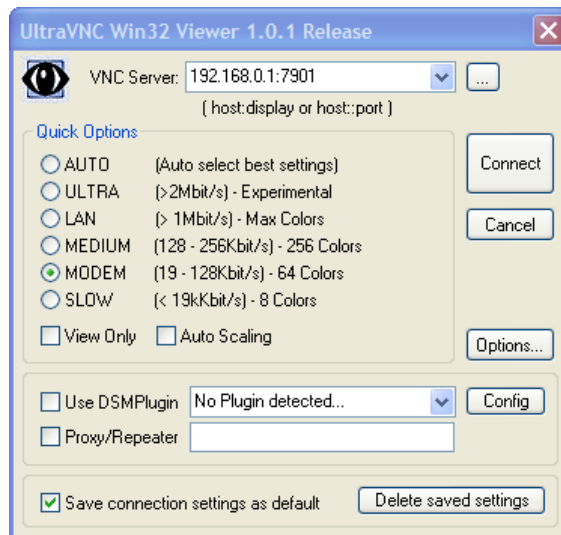 UltraVNC Win32 Viewer 1.0.1 Release
VNC Server: 192.168.0.1:7901 ...
( host:display or host::port )
Quick Options
AUTO (Auto select best settings)
ULTRA (>2Mbit/s) - Experimental
LAN (> 1Mbit/s) - Max Colors
MEDIUM (128 - 256Kbit/s) - 256 Colors
MODEM (19 - 128Kbit/s) - 64 Colors
SLOW (< 19kKbit/s) - 8 Colors
View Only Auto Scaling
Connect
Cancel
Options...
Use DSMPlugin No Plugin detected... Config
Proxy/Repeater
Save connection settings as default Delete saved settings